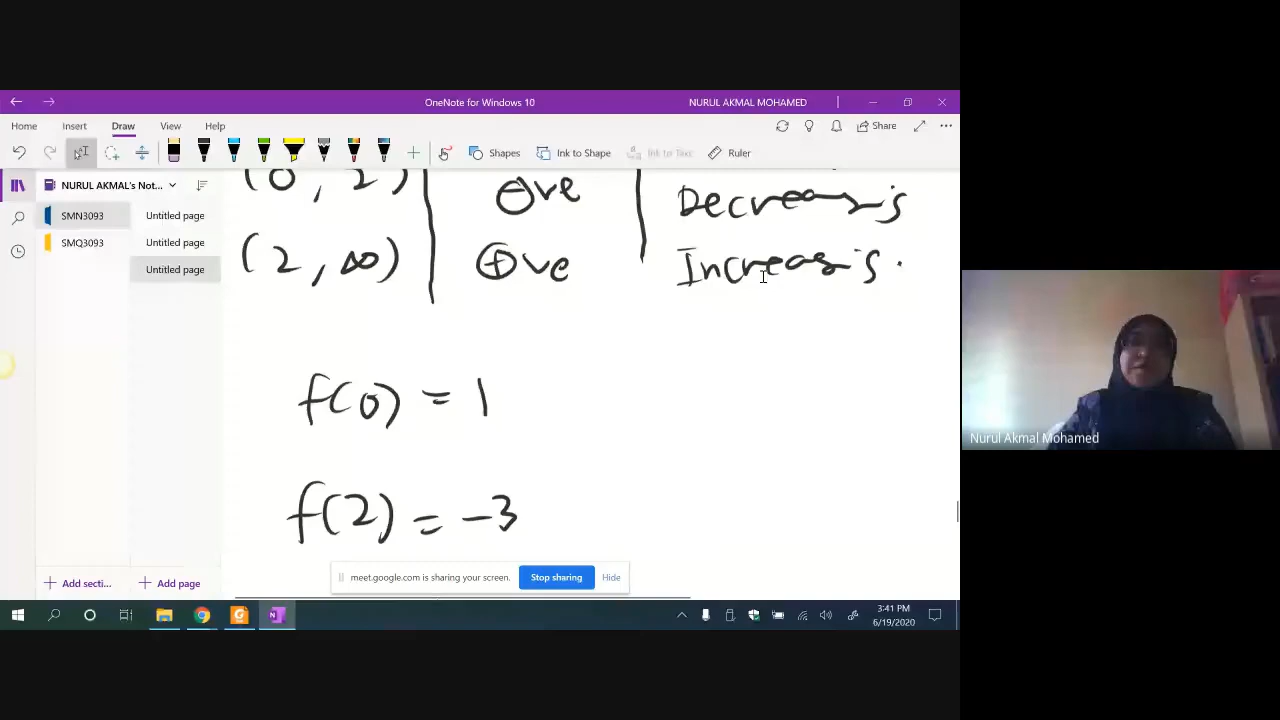 OneNote for Windows 10
NURUL AKMAL MOHAMED
Home Insert Draw View Help
Share
Shapes
Ink to Shape
Ink to Text
Ruler
NURUL AKMAL's Not...
SMN3093
SMQ3093
Untitled page
Untitled page
Untitled page
(0, 2) ⊖ve Decreasis
(2, ∞) ⊕ve Increasis.
f(0) = 1
f(2) = -3
Nurul Akmal Mohamed
Add secti...
Add page
meet.google.com is sharing your screen.
Stop sharing
Hide
3:41 PM
6/19/2020